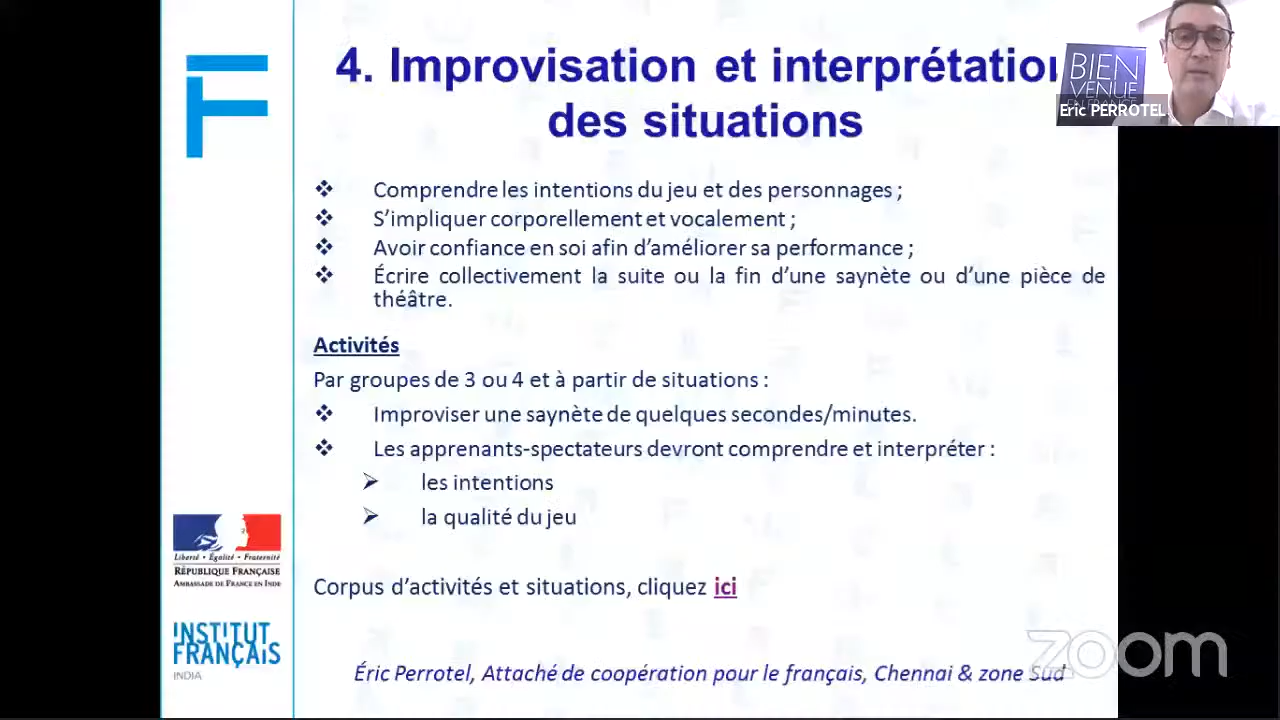 4. Improvisation et interprétation
des situations
BIEN
VENUE
EN FRANCE
Eric PERROTEL
❖ Comprendre les intentions du jeu et des personnages ;
❖ S'impliquer corporellement et vocalement ;
❖ Avoir confiance en soi afin d'améliorer sa performance ;
❖ Écrire collectivement la suite ou la fin d'une saynète ou d'une pièce de
théâtre.
Activités
Par groupes de 3 ou 4 et à partir de situations :
❖ Improviser une saynète de quelques secondes/minutes.
❖ Les apprenants-spectateurs devront comprendre et interpréter :
➢ les intentions
➢ la qualité du jeu
Corpus d'activités et situations, cliquez ici
Liberté • Égalité • Fraternité
RÉPUBLIQUE FRANÇAISE
AMBASSADE DE FRANCE EN INDE
INSTITUT
FRANÇAIS
INDIA
Éric Perrotel, Attaché de coopération pour le français, Chennai & zone Sud
zoom